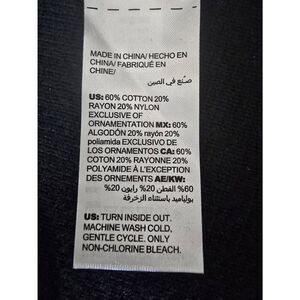 MADE IN CHINA/ HECHO EN
CHINA/ FABRIQUÉ EN
CHINE/
صنع في الصين
US: 60% COTTON 20%
RAYON 20% NYLON
EXCLUSIVE OF
ORNAMENTATION MX: 60%
ALGODÓN 20% rayón 20%
poliamida EXCLUSIVO DE
LOS ORNAMENTOS CA: 60%
COTON 20% RAYONNE 20%
POLYAMIDE À L'EXCEPTION
DES ORNEMENTS AE/KW:
60% القطن 20% رايون 20%
بولياميد باستثناء الزخرفة
US: TURN INSIDE OUT.
MACHINE WASH COLD,
GENTLE CYCLE. ONLY
NON-CHLORINE BLEACH.